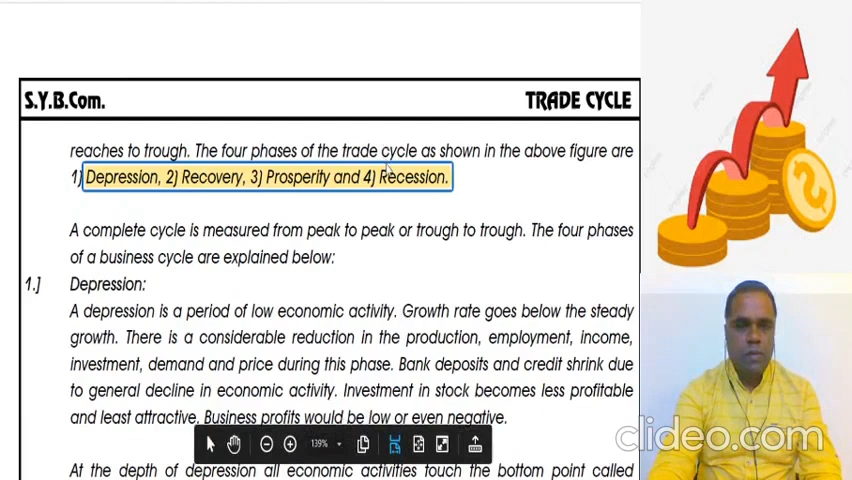 S.Y.B.Com. TRADE CYCLE
reaches to trough. The four phases of the trade cycle as shown in the above figure are
1] Depression, 2] Recovery, 3] Prosperity and 4] Recession.
A complete cycle is measured from peak to peak or trough to trough. The four phases
of a business cycle are explained below:
1.] Depression:
A depression is a period of low economic activity. Growth rate goes below the steady
growth. There is a considerable reduction in the production, employment, income,
investment, demand and price during this phase. Bank deposits and credit shrink due
to general decline in economic activity. Investment in stock becomes less profitable
and least attractive. Business profits would be low or even negative.
139%
At the depth of depression all economic activities touch the bottom point called
clideo.com